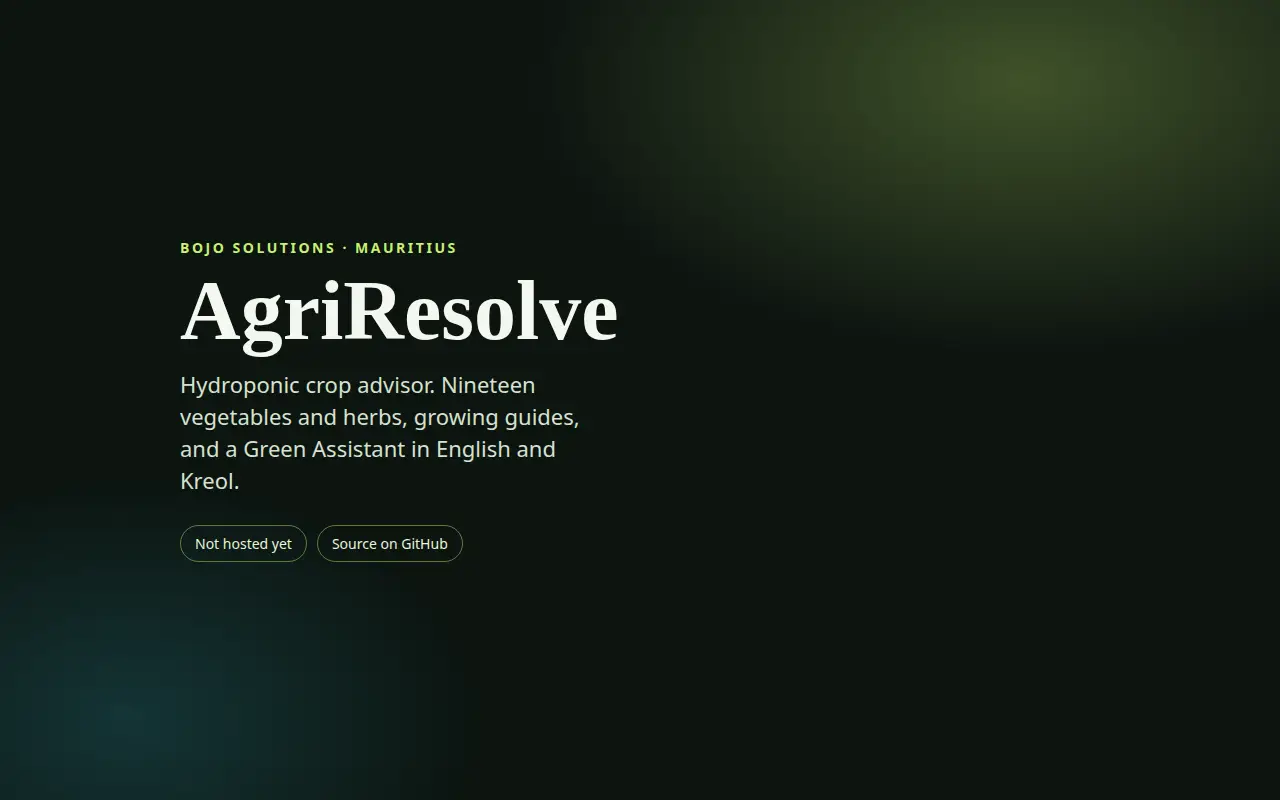 BOJO SOLUTIONS · MAURITIUS
AgriResolve
Hydroponic crop advisor. Nineteen
vegetables and herbs, growing guides,
and a Green Assistant in English and
Kreol.
Not hosted yet
Source on GitHub